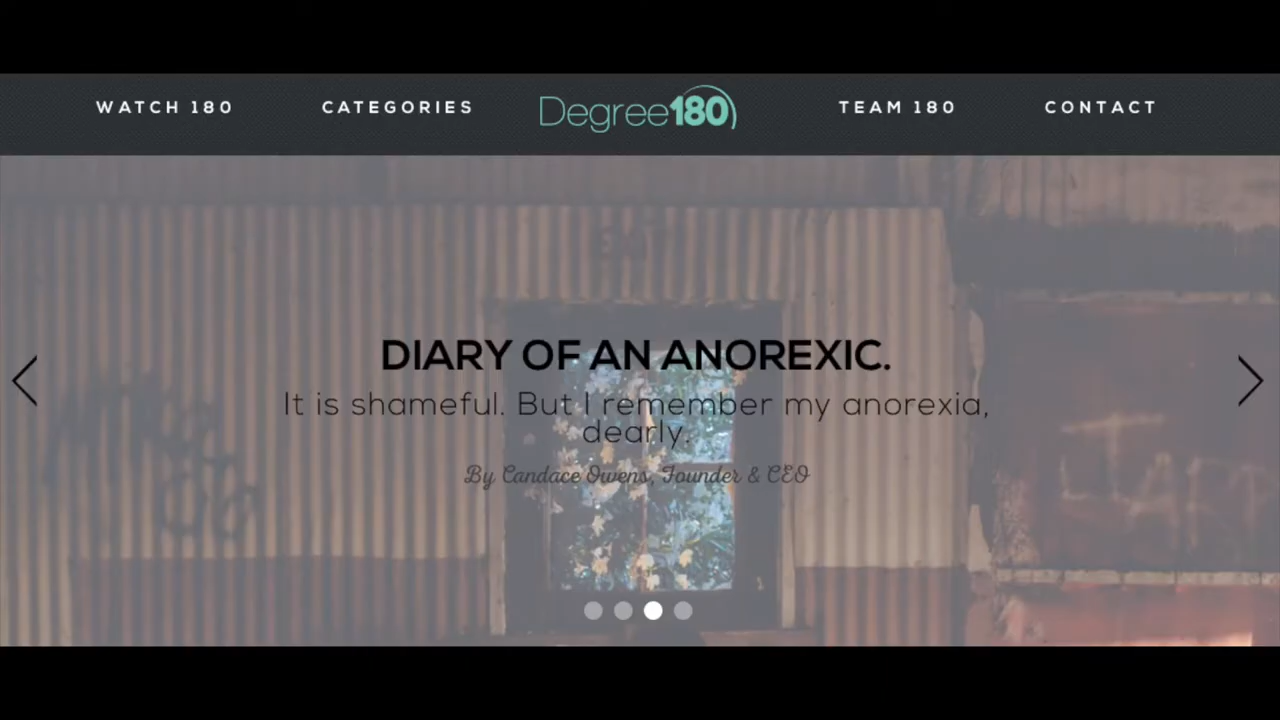 WATCH 180
CATEGORIES
Degree180
TEAM 180
CONTACT
EXIT
DIARY OF AN ANOREXIC.
It is shameful. But I remember my anorexia,
dearly.
By Candace Owens, Founder & CEO